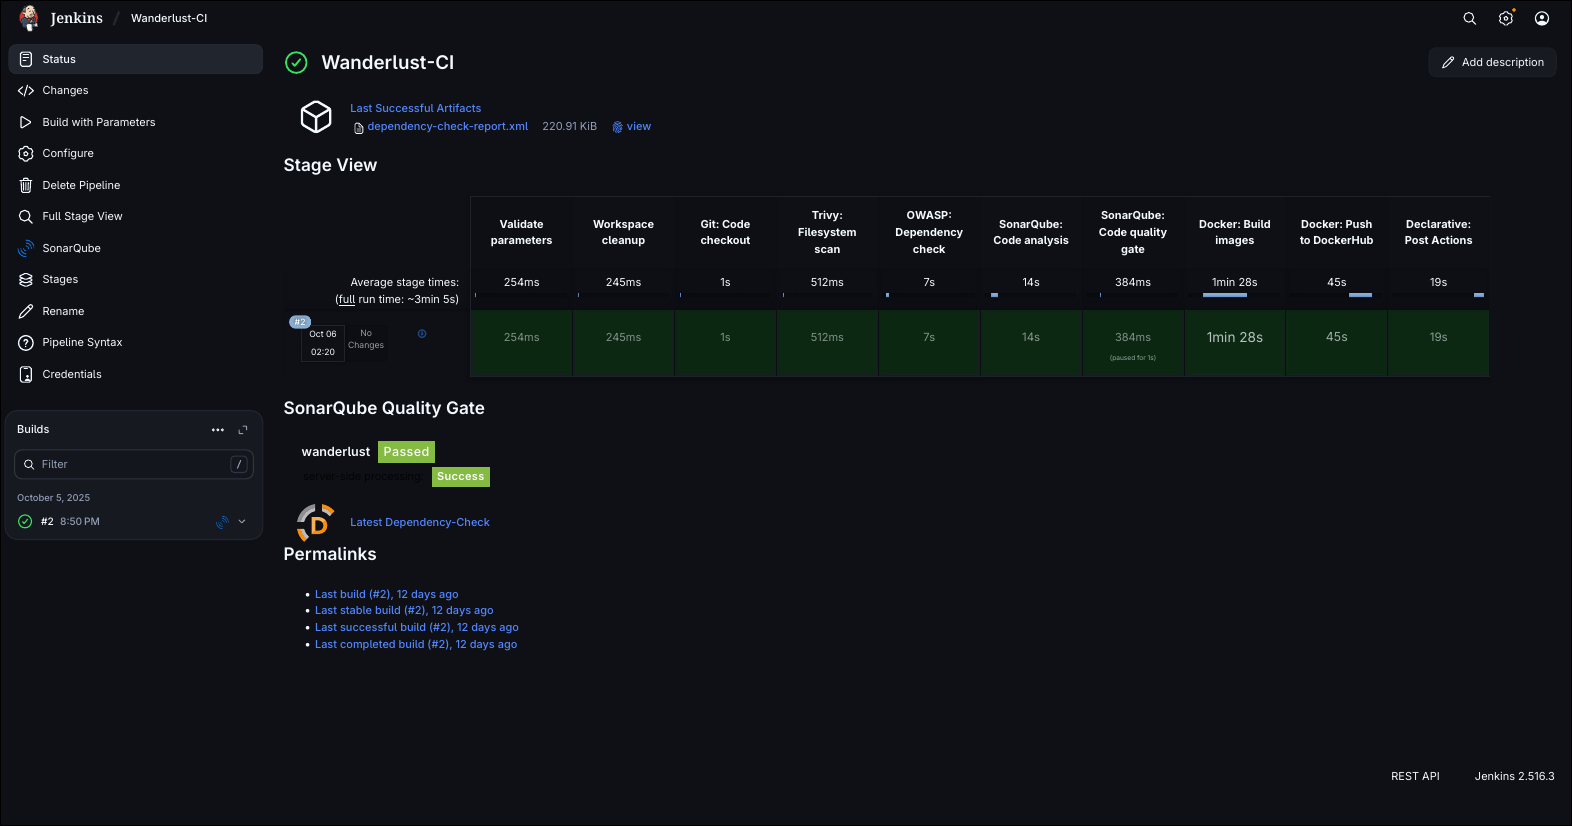 Jenkins / Wanderlust-CI
Status
Changes
Build with Parameters
Configure
Delete Pipeline
Full Stage View
SonarQube
Stages
Rename
Pipeline Syntax
Credentials
Builds
Filter /
October 5, 2025
#2 8:50 PM
Wanderlust-CI
Add description
Last Successful Artifacts
dependency-check-report.xml 220.91 KiB view
Stage View
Validate parameters
Workspace cleanup
Git: Code checkout
Trivy: Filesystem scan
OWASP: Dependency check
SonarQube: Code analysis
SonarQube: Code quality gate
Docker: Build images
Docker: Push to DockerHub
Declarative: Post Actions
Average stage times:
(full run time: ~3min 5s)
254ms 245ms 1s 512ms 7s 14s 384ms 1min 28s 45s 19s
#2
Oct 06
02:20
No Changes
254ms 245ms 1s 512ms 7s 14s 384ms 1min 28s 45s 19s
(paused for 1s)
SonarQube Quality Gate
wanderlust Passed
server-side processing: Success
Latest Dependency-Check
Permalinks
Last build (#2), 12 days ago
Last stable build (#2), 12 days ago
Last successful build (#2), 12 days ago
Last completed build (#2), 12 days ago
REST API Jenkins 2.516.3